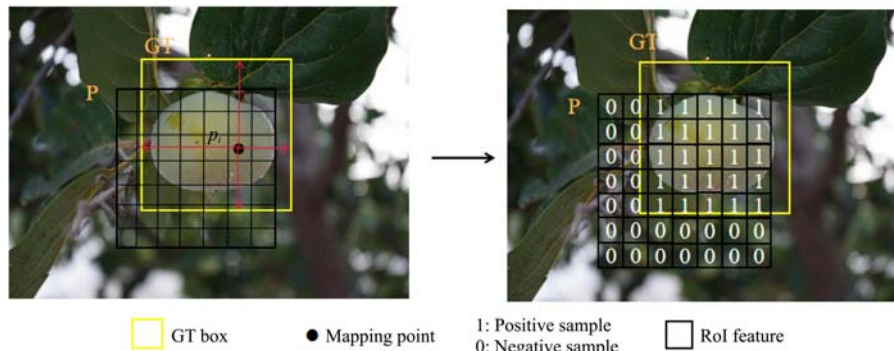 GT
P
p_i
GT
P
0 0 1 1 1 1 1
0 0 1 1 1 1 1
0 0 1 1 1 1 1
0 0 1 1 1 1 1
0 0 1 1 1 1 1
0 0 0 0 0 0 0
0 0 0 0 0 0 0
GT box
Mapping point
1: Positive sample
0: Negative sample
RoI feature